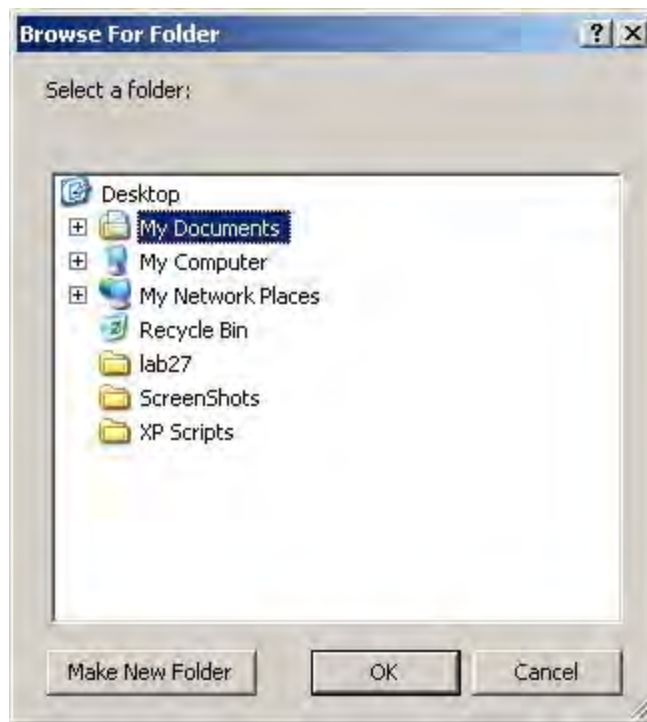 Browse For Folder
Select a folder:
Desktop
My Documents
My Computer
My Network Places
Recycle Bin
lab27
ScreenShots
XP Scripts
Make New Folder OK Cancel